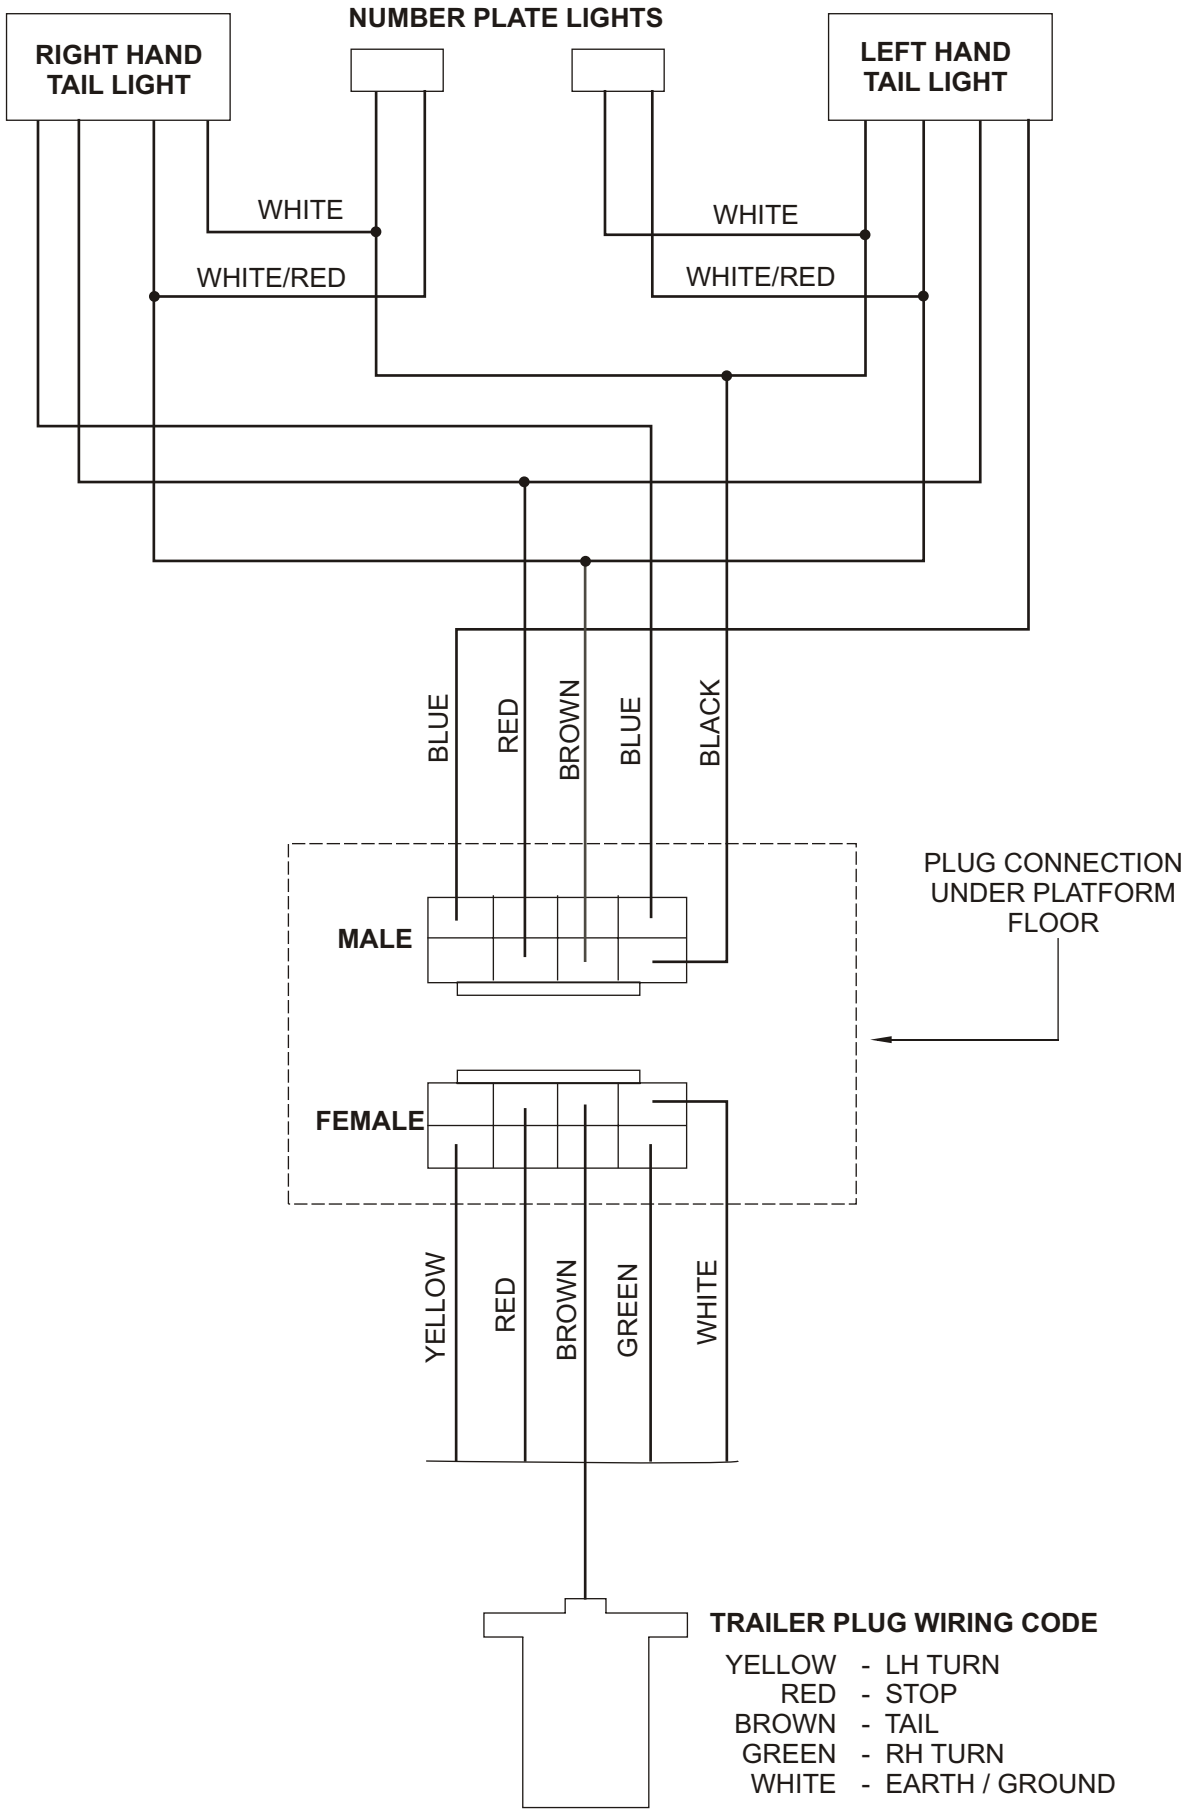 NUMBER PLATE LIGHTS
RIGHT HAND
TAIL LIGHT
LEFT HAND
TAIL LIGHT
WHITE
WHITE
WHITE/RED
WHITE/RED
BLUE
RED
BROWN
BLUE
BLACK
PLUG CONNECTION
UNDER PLATFORM
FLOOR
MALE
FEMALE
YELLOW
RED
BROWN
GREEN
WHITE
TRAILER PLUG WIRING CODE
YELLOW - LH TURN
RED - STOP
BROWN - TAIL
GREEN - RH TURN
WHITE - EARTH / GROUND